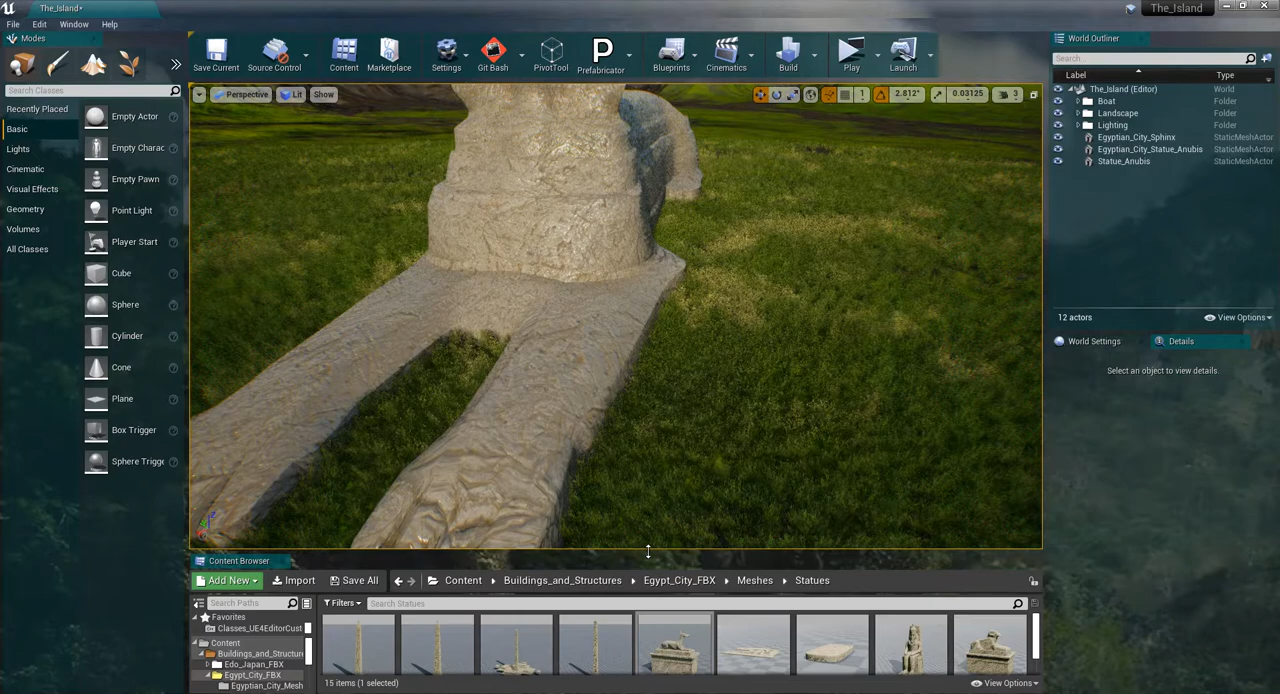 The_Island•
The_Island
File Edit Window Help
Modes
Save Current Source Control Content Marketplace Settings Git Bash PivotTool Prefabricator Blueprints Cinematics Build Play Launch
Search Classes
Recently Placed
Basic
Lights
Cinematic
Visual Effects
Geometry
Volumes
All Classes
Empty Actor
Empty Charac
Empty Pawn
Point Light
Player Start
Cube
Sphere
Cylinder
Cone
Plane
Box Trigger
Sphere Trigge
Perspective Lit Show 1 2.812° 0.03125 3
World Outliner
Search...
Label Type
The_Island (Editor) World
Boat Folder
Landscape Folder
Lighting Folder
Egyptian_City_Sphinx StaticMeshActor
Egyptian_City_Statue_Anubis StaticMeshActor
Statue_Anubis StaticMeshActor
12 actors View Options
World Settings Details
Select an object to view details.
Content Browser
Add New Import Save All Content Buildings_and_Structures Egypt_City_FBX Meshes Statues
Search Paths Filters Search Statues
Favorites
Classes_UE4EditorCust
Content
Buildings_and_Structure
Edo_Japan_FBX
Egypt_City_FBX
Egyptian_City_Mesh
15 items (1 selected) View Options